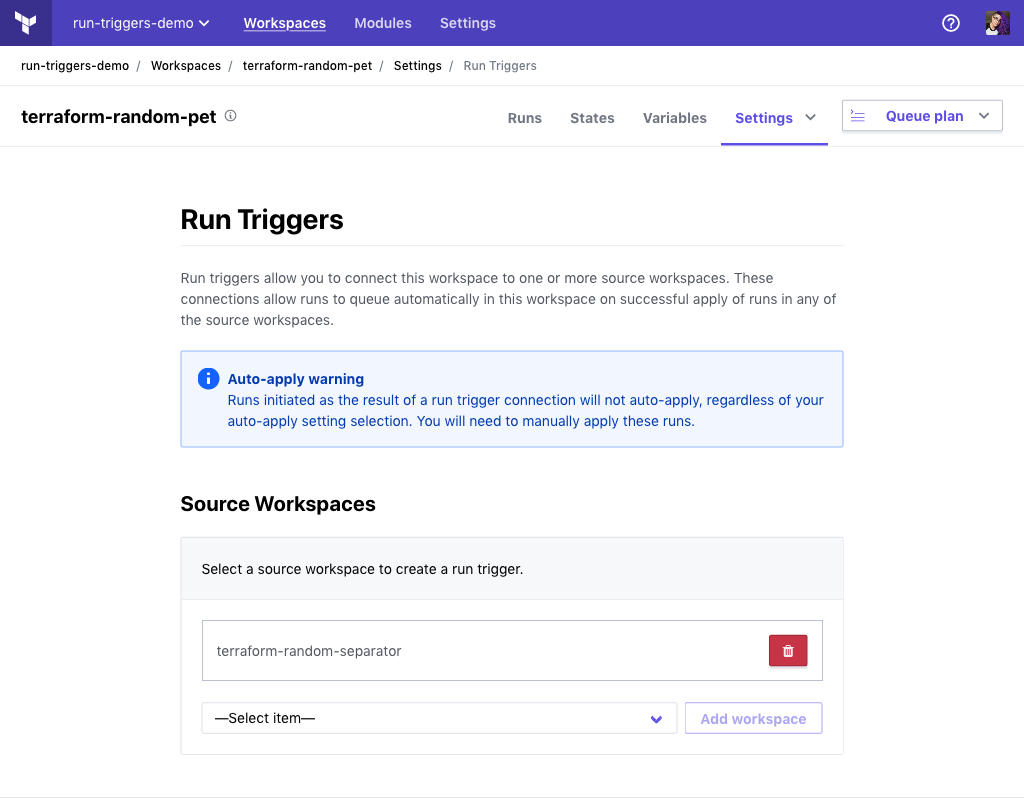 run-triggers-demo Workspaces Modules Settings
run-triggers-demo / Workspaces / terraform-random-pet / Settings / Run Triggers
terraform-random-pet Runs States Variables Settings Queue plan
Run Triggers
Run triggers allow you to connect this workspace to one or more source workspaces. These
connections allow runs to queue automatically in this workspace on successful apply of runs in any of
the source workspaces.
Auto-apply warning
Runs initiated as the result of a run trigger connection will not auto-apply, regardless of your
auto-apply setting selection. You will need to manually apply these runs.
Source Workspaces
Select a source workspace to create a run trigger.
terraform-random-separator
—Select item— Add workspace